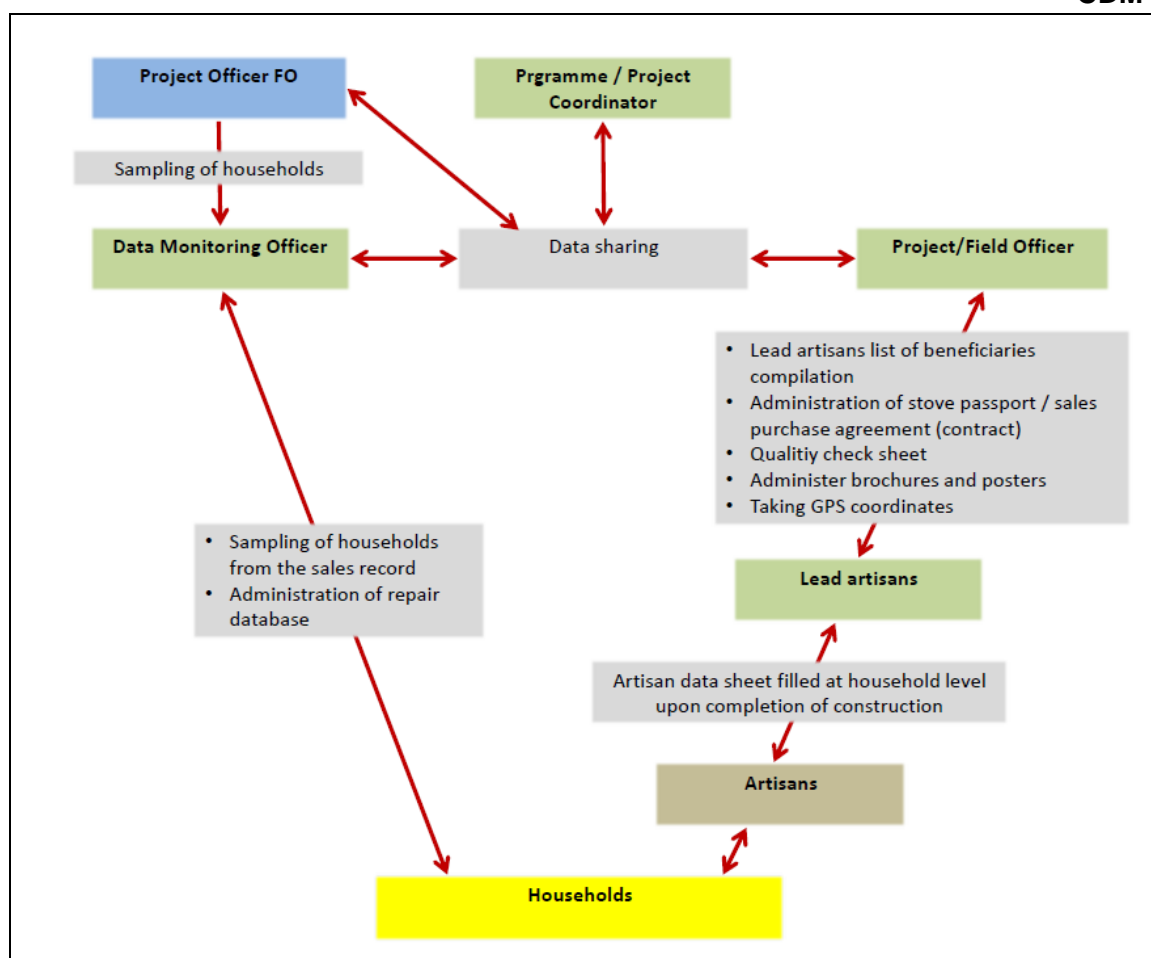 Project Officer FO
Prgramme / Project
Coordinator
Sampling of households
Data Monitoring Officer
Data sharing
Project/Field Officer
• Lead artisans list of beneficiaries
compilation
• Administration of stove passport / sales
purchase agreement (contract)
• Qualitiy check sheet
• Administer brochures and posters
• Taking GPS coordinates
• Sampling of households
from the sales record
• Administration of repair
database
Lead artisans
Artisan data sheet filled at household level
upon completion of construction
Artisans
Households